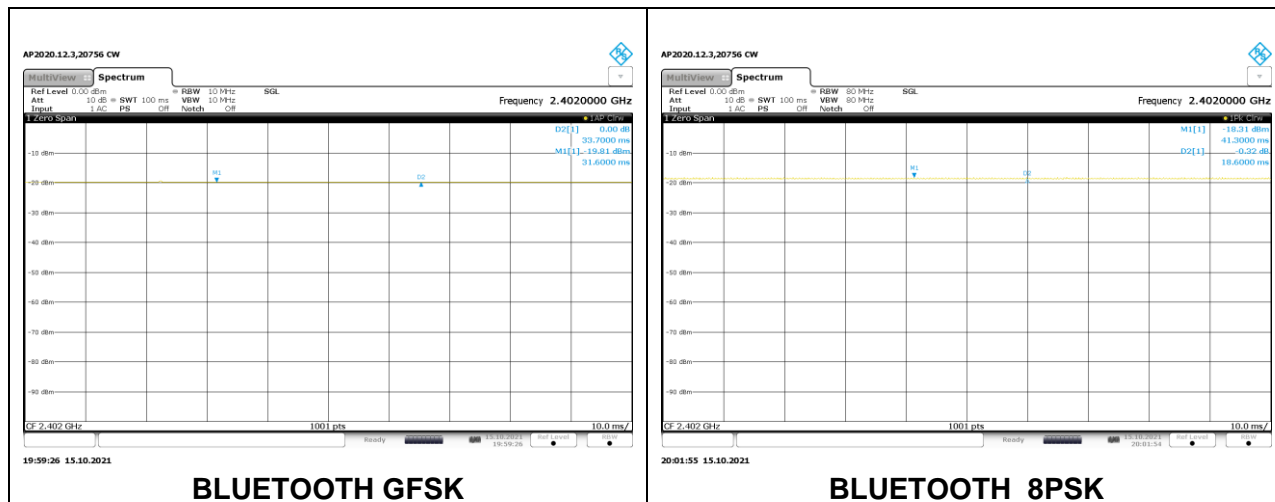 AP2020.12.3,20756 CW
MultiView Spectrum
Ref Level 0.00 dBm RBW 10 MHz SGL
Att 10 dB SWT 100 ms VBW 10 MHz Frequency 2.4020000 GHz
Input 1 AC PS Off Notch Off
1 Zero Span 1AP Clrw
D2[1] 0.00 dB
33.7000 ms
M1[1] -19.81 dBm
31.6000 ms
-10 dBm
M1 D2
-20 dBm
-30 dBm
-40 dBm
-50 dBm
-60 dBm
-70 dBm
-80 dBm
-90 dBm
CF 2.402 GHz 1001 pts 10.0 ms/
Ready 15.10.2021 19:59:26 Ref Level RBW
19:59:26 15.10.2021
BLUETOOTH GFSK
AP2020.12.3,20756 CW
MultiView Spectrum
Ref Level 0.00 dBm RBW 80 MHz SGL
Att 10 dB SWT 100 ms VBW 80 MHz Frequency 2.4020000 GHz
Input 1 AC PS Off Notch Off
1 Zero Span 1Pk Clrw
M1[1] -18.31 dBm
41.3000 ms
D2[1] -0.32 dB
18.6000 ms
-10 dBm
M1 D2
-20 dBm
-30 dBm
-40 dBm
-50 dBm
-60 dBm
-70 dBm
-80 dBm
-90 dBm
CF 2.402 GHz 1001 pts 10.0 ms/
Ready 15.10.2021 20:01:54 Ref Level RBW
20:01:55 15.10.2021
BLUETOOTH 8PSK